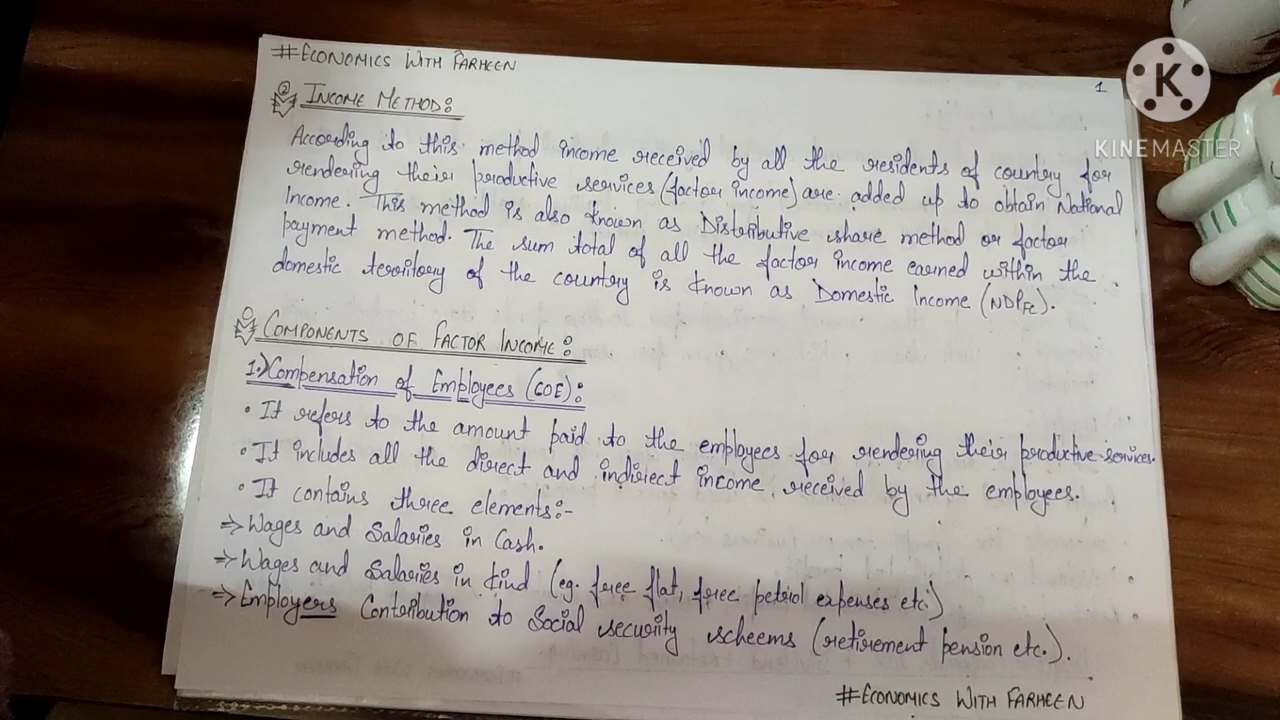 #ECONOMICS WITH FARHEEN
1
② INCOME METHOD:
According to this method income received by all the residents of country for
rendering their productive services (factor income) are added up to obtain National
Income. This method is also known as Distributive share method or factor
payment method. The sum total of all the factor income earned within the
domestic territory of the country is known as Domestic Income (NDPFC).
COMPONENTS OF FACTOR INCOME:
1.) Compensation of Employees (COE):
• It refers to the amount paid to the employees for rendering their productive services.
• It includes all the direct and indirect income received by the employees.
• It contains three elements:-
⇒ Wages and Salaries in Cash.
⇒ Wages and Salaries in kind (eg. free flat, free petrol expenses etc.)
⇒ Employers Contribution to Social security scheems (retirement pension etc.).
#ECONOMICS WITH FARHEEN
K
KINEMASTER